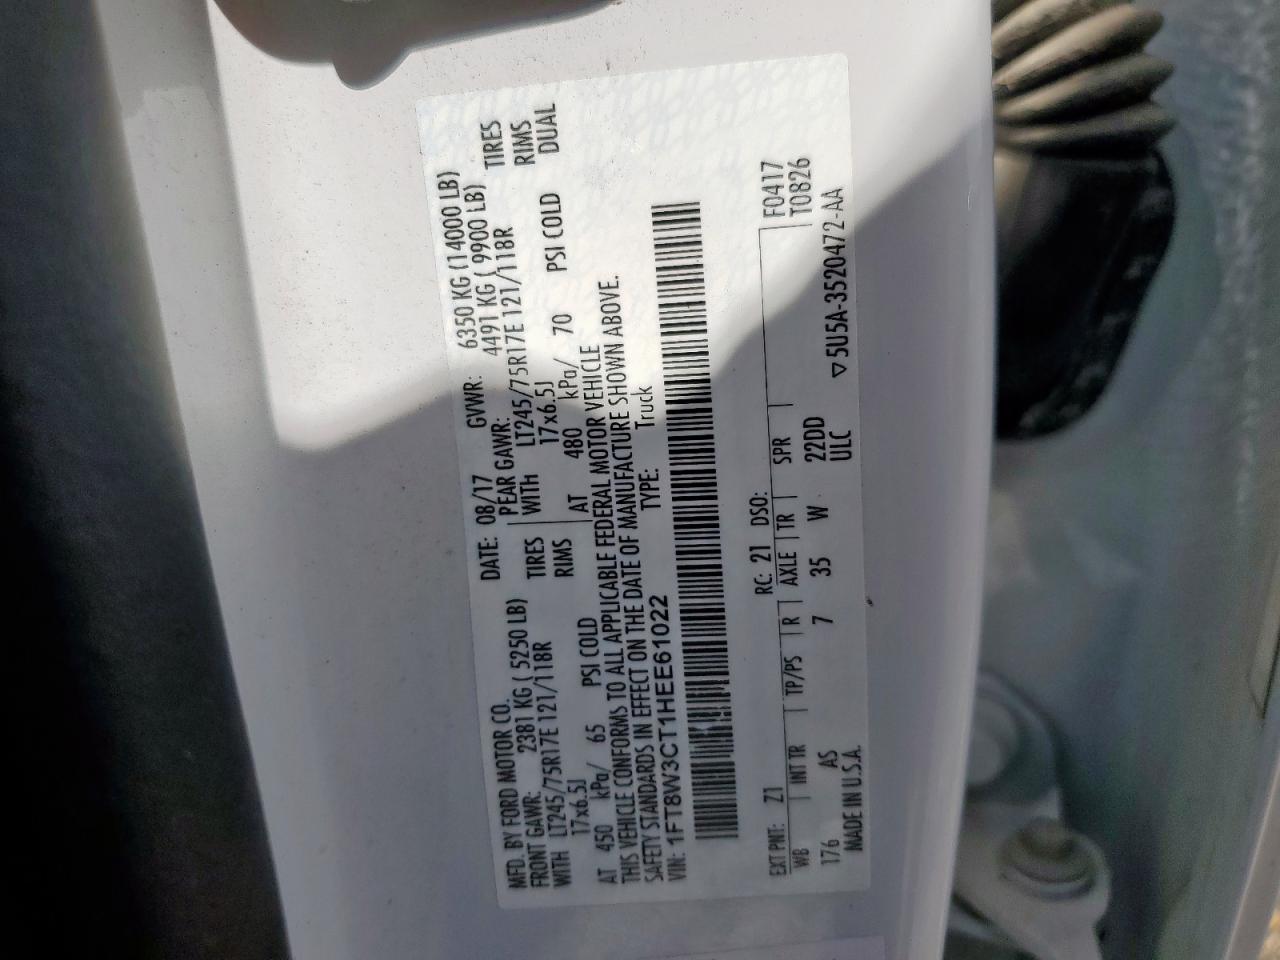 MFD. BY FORD MOTOR CO.
DATE: 08/17 GVWR: 6350 KG (14000 LB)
FRONT GAWR: 2381 KG ( 5250 LB) REAR GAWR: 4491 KG ( 9900 LB)
WITH LT245/75R17E 121/118R TIRES WITH LT245/75R17E 121/118R TIRES
17x6.5J RIMS 17x6.5J RIMS
AT 450 kPa/ 65 PSI COLD AT 480 kPa/ 70 PSI COLD DUAL
THIS VEHICLE CONFORMS TO ALL APPLICABLE FEDERAL MOTOR VEHICLE
SAFETY STANDARDS IN EFFECT ON THE DATE OF MANUFACTURE SHOWN ABOVE.
VIN: 1FT8W3CT1HEE61022 TYPE: Truck
EXT PNT: Z1 RC: 21 DSO: F0417
WB INT TR TP/PS R AXLE TR SPR T0826
176 AS 7 35 W 22DD
MADE IN U.S.A. ULC ▽5U5A-3520472-AA